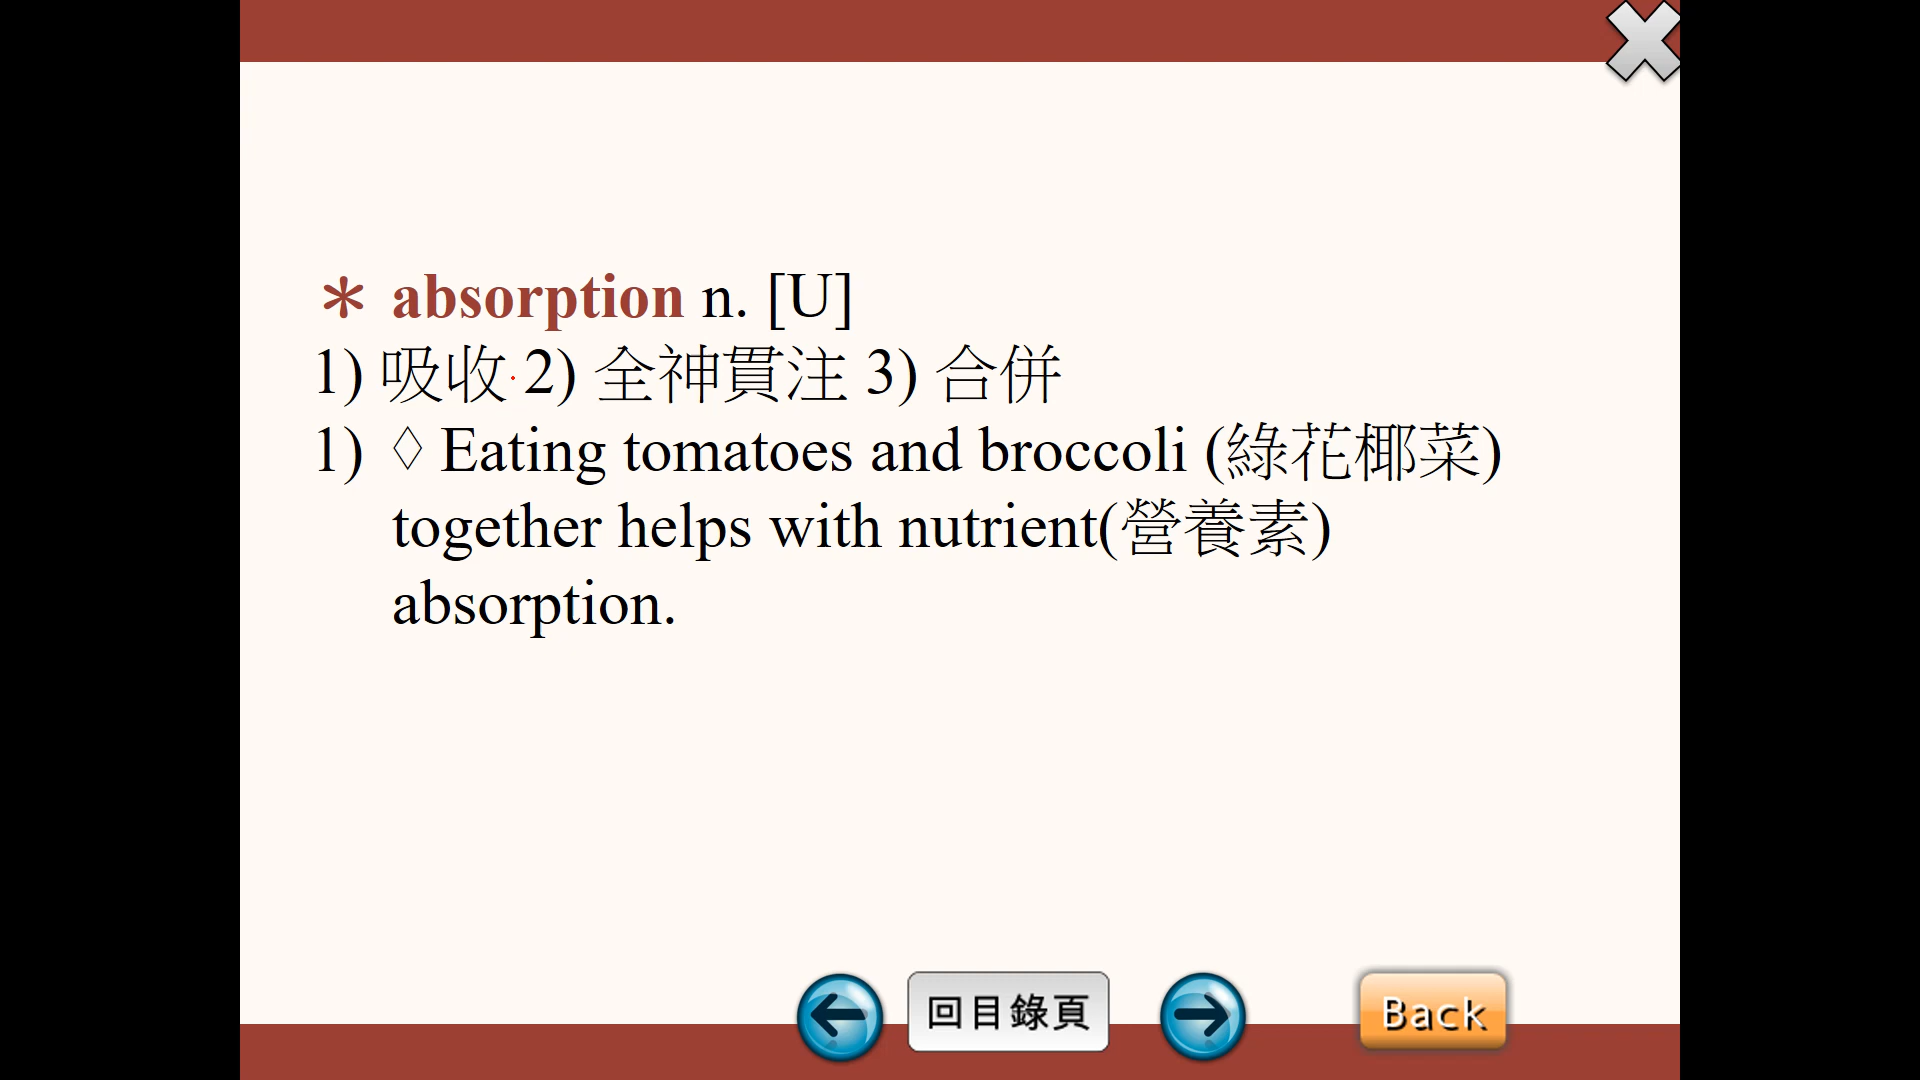 ＊ absorption n. [U]
1) 吸收 2) 全神貫注 3) 合併
1) ♢ Eating tomatoes and broccoli (綠花椰菜)
together helps with nutrient(營養素)
absorption.
回目錄頁
Back